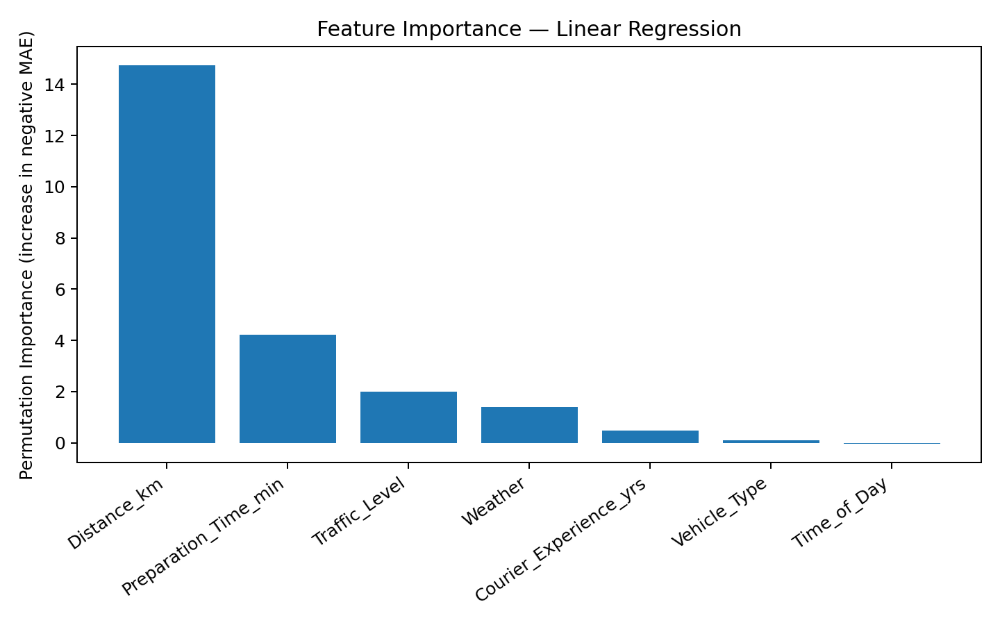 Feature Importance — Linear Regression
Permutation Importance (increase in negative MAE)
14
12
10
8
6
4
2
0
Distance_km
Preparation_Time_min
Traffic_Level
Weather
Courier_Experience_yrs
Vehicle_Type
Time_of_Day